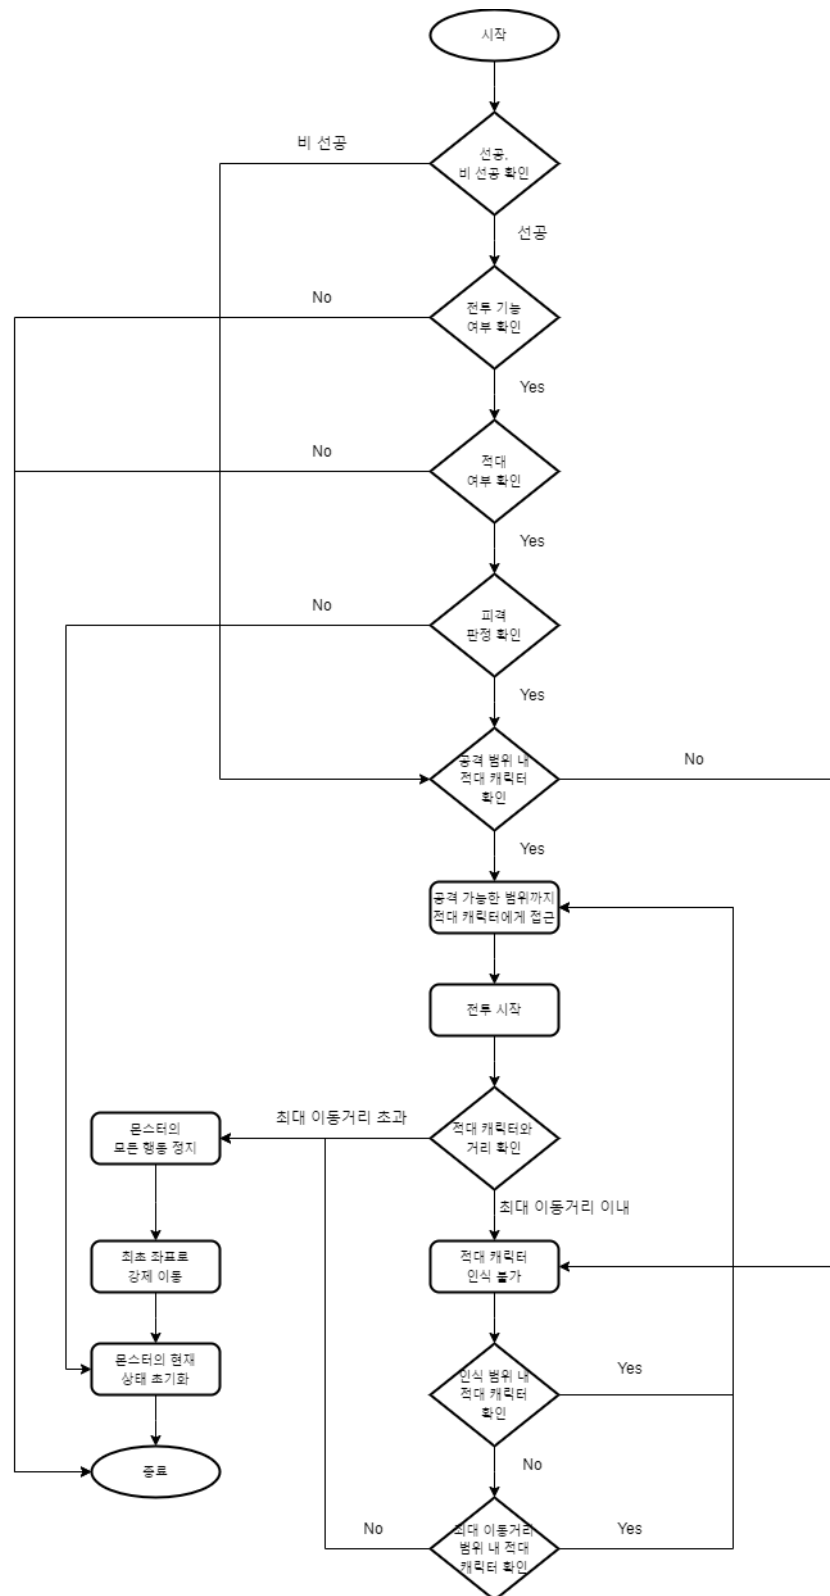 시작
비 선공
선공,
비 선공 확인
선공
No
전투 기능
여부 확인
Yes
No
적대
여부 확인
Yes
No
피격
판정 확인
Yes
공격 범위 내
적대 캐릭터
확인
No
Yes
공격 가능한 범위까지
적대 캐릭터에게 접근
전투 시작
최대 이동거리 초과
몬스터의
모든 행동 정지
적대 캐릭터와
거리 확인
최대 이동거리 이내
최초 좌표로
강제 이동
적대 캐릭터
인식 불가
몬스터의 현재
상태 초기화
인식 범위 내
적대 캐릭터
확인
Yes
No
종료
No
최대 이동거리
범위 내 적대
캐릭터 확인
Yes